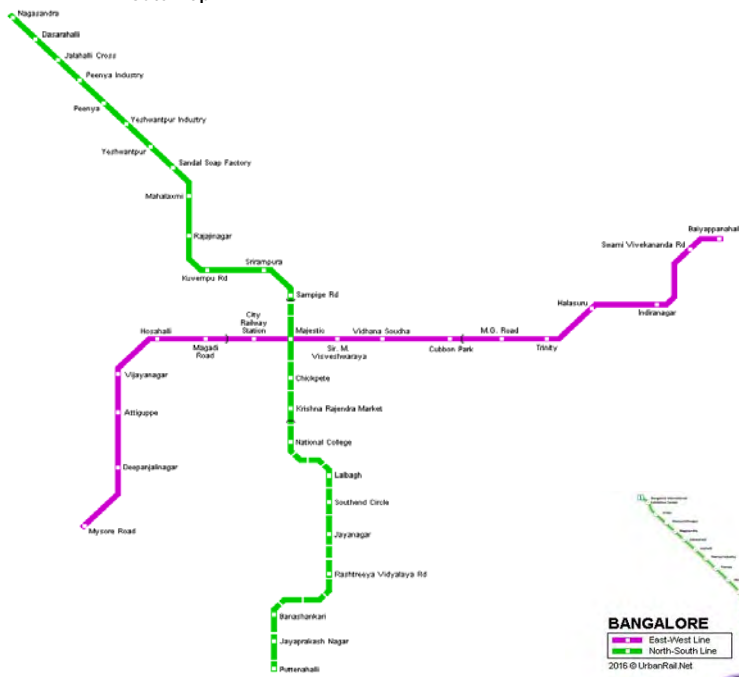 Nagasandra
Dasarahalli
Jalahalli Cross
Peenya Industry
Peenya
Yeshwantpur Industry
Yeshwantpur
Sandal Soap Factory
Mahalaxmi
Rajajinagar
Kuvempu Rd
Srirampura
Sampige Rd
Baiyappanahal
Swami Vivekananda Rd
Indiranagar
Halasuru
Trinity
M.G. Road
Cubbon Park
Vidhana Soudha
Sir. M.
Visveshwaraya
Majestic
City
Railway
Station
Magadi
Road
Hosahalli
Vijayanagar
Attiguppe
Deepanjalinagar
Mysore Road
Chickpete
Krishna Rajendra Market
National College
Lalbagh
Southend Circle
Jayanagar
Rashtreeya Vidyalaya Rd
Banashankari
Jayaprakash Nagar
Puttenahalli
BANGALORE
East-West Line
North-South Line
2016 © UrbanRail.Net